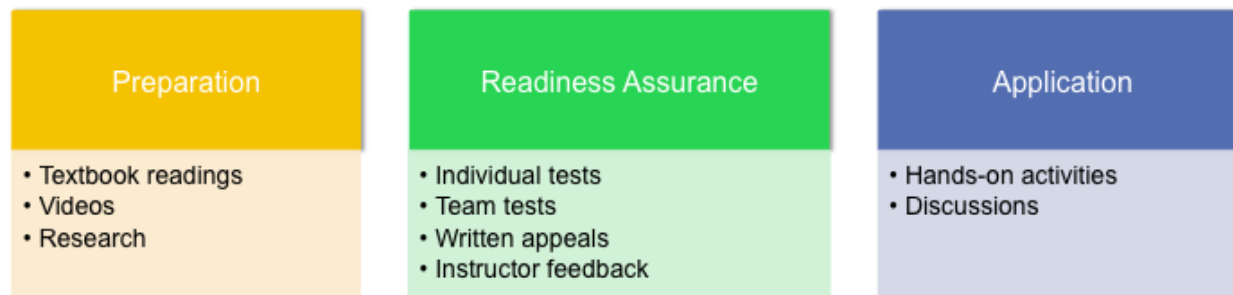 Preparation
• Textbook readings
• Videos
• Research
Readiness Assurance
• Individual tests
• Team tests
• Written appeals
• Instructor feedback
Application
• Hands-on activities
• Discussions